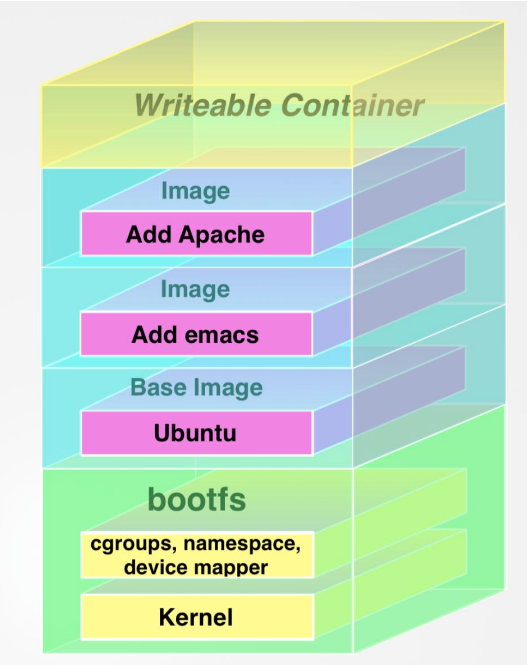 Writeable Container
Image
Add Apache
Image
Add emacs
Base Image
Ubuntu
bootfs
cgroups, namespace,
device mapper
Kernel